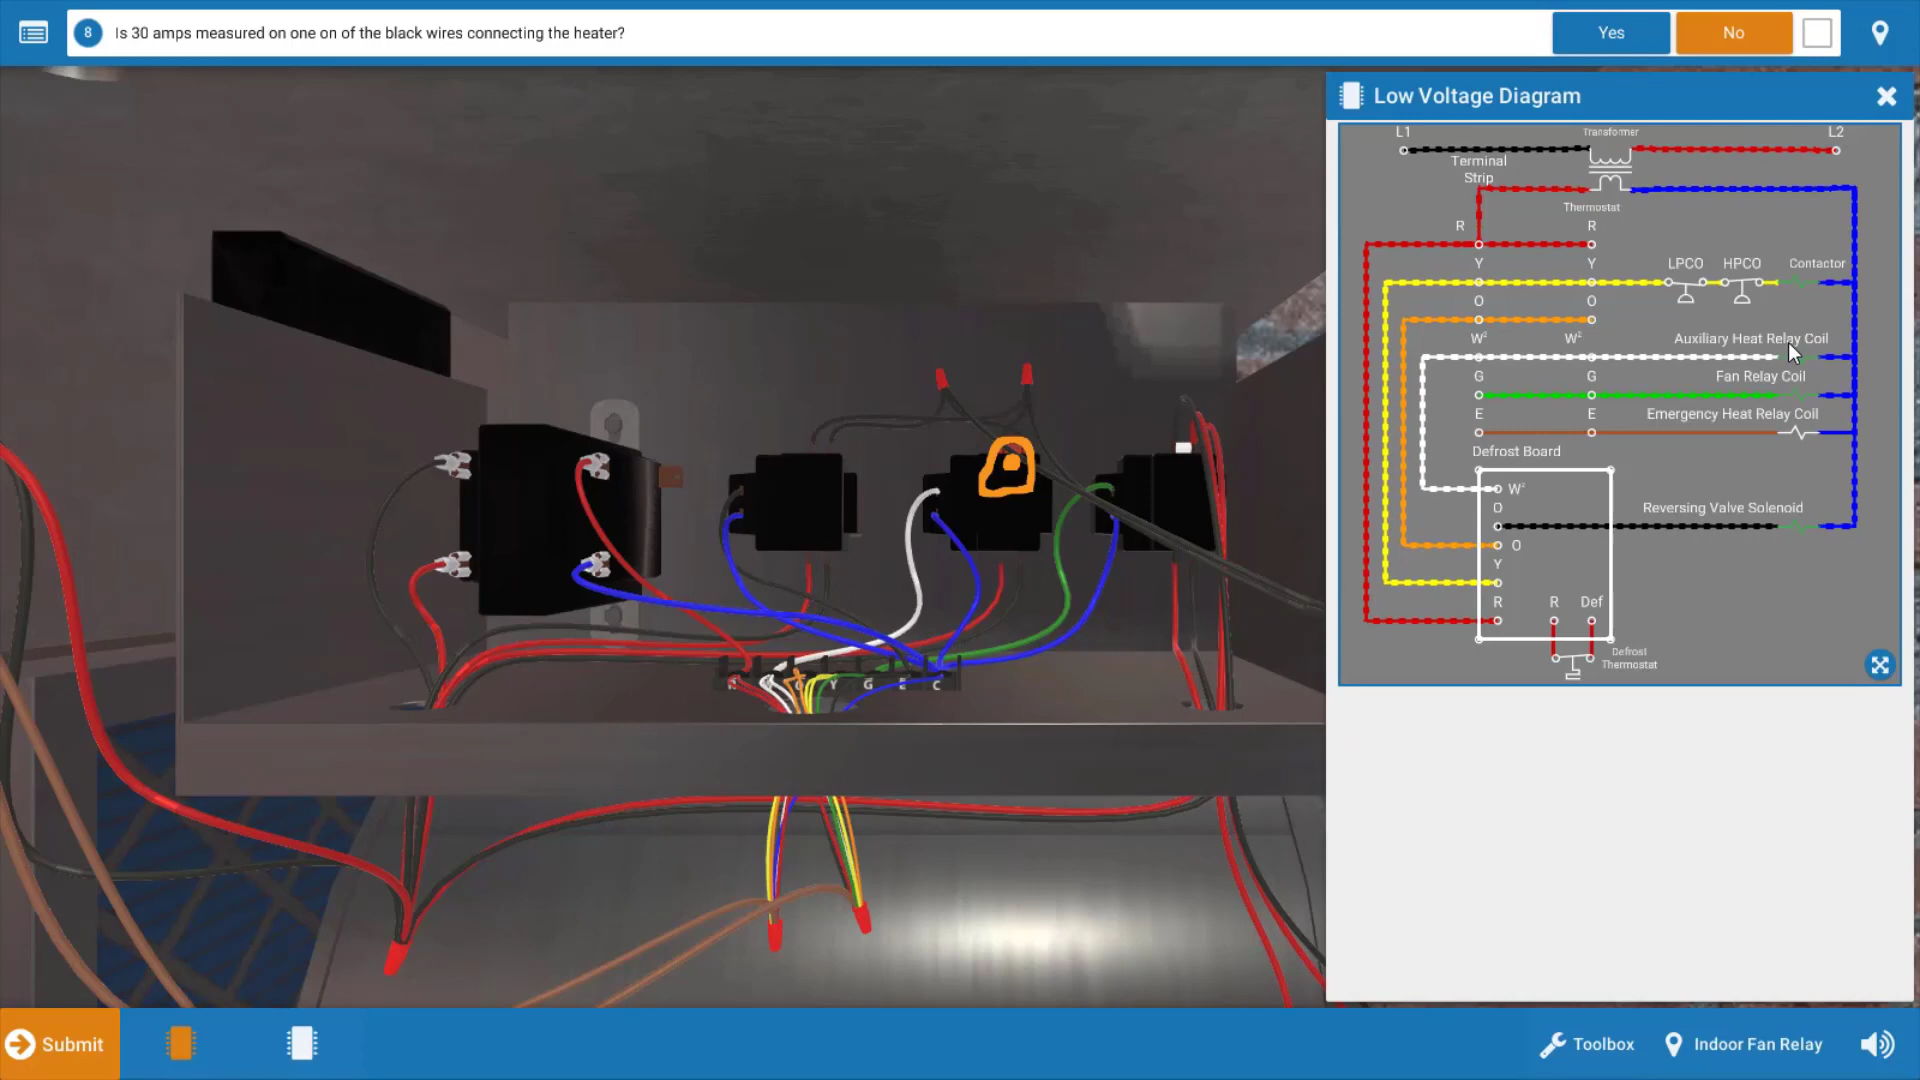 8 Is 30 amps measured on one on of the black wires connecting the heater? Yes No
Low Voltage Diagram
L1 Transformer L2
Terminal
Strip
Thermostat
R R
Y Y LPCO HPCO Contactor
O O
W² W² Auxiliary Heat Relay Coil
G G Fan Relay Coil
E E Emergency Heat Relay Coil
Defrost Board
W²
O Reversing Valve Solenoid
O
Y
R R Def
Defrost
Thermostat
R O Y G E C
Submit Toolbox Indoor Fan Relay